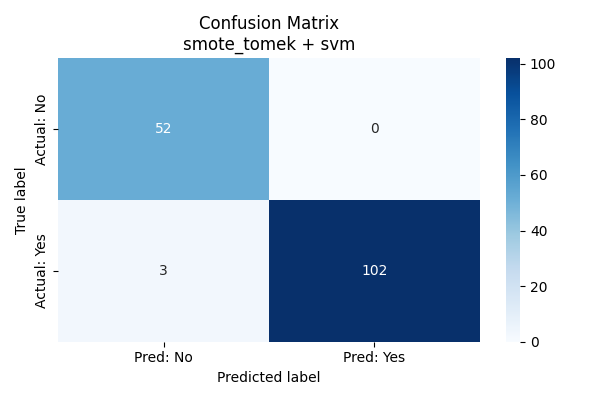 Confusion Matrix
smote_tomek + svm
True label
Actual: No
Actual: Yes
52
0
3
102
Pred: No
Pred: Yes
Predicted label
100
80
60
40
20
0